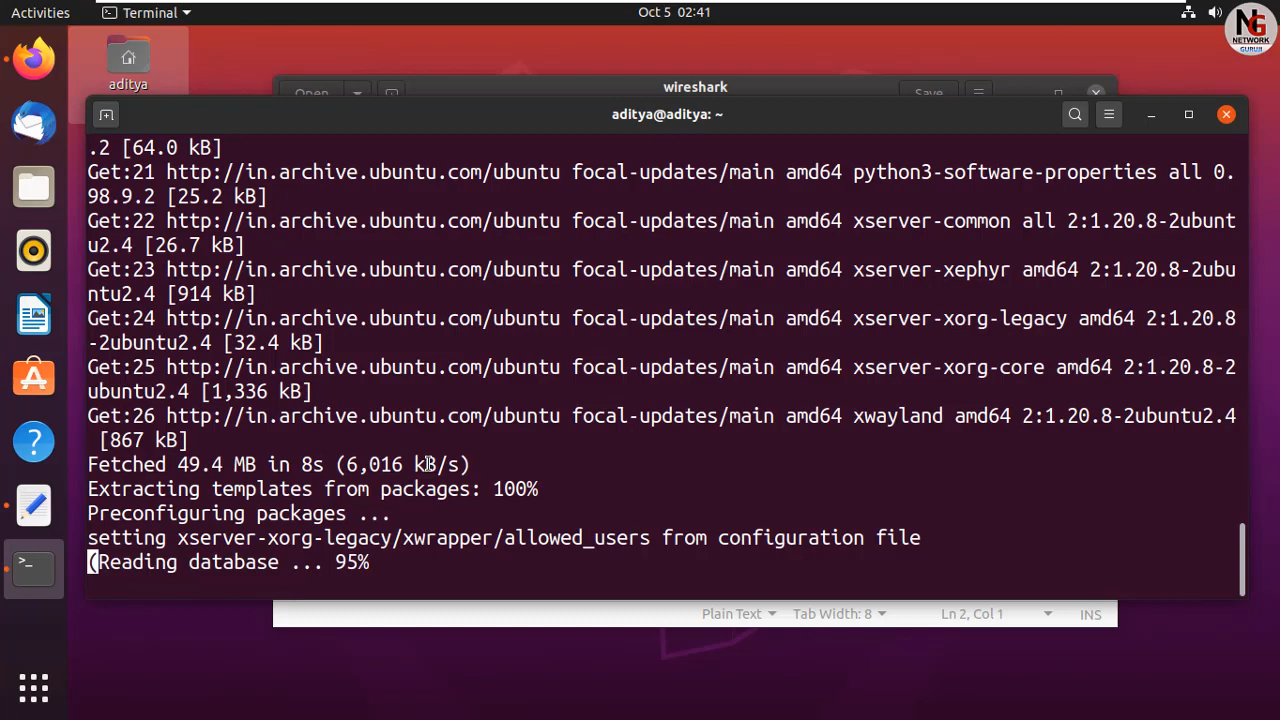 Activities
Terminal
Oct 5 02:41
NG
NETWORK
GURUJI
aditya
wireshark
Open
Save
aditya@aditya: ~
.2 [64.0 kB]
Get:21 http://in.archive.ubuntu.com/ubuntu focal-updates/main amd64 python3-software-properties all 0.
98.9.2 [25.2 kB]
Get:22 http://in.archive.ubuntu.com/ubuntu focal-updates/main amd64 xserver-common all 2:1.20.8-2ubunt
u2.4 [26.7 kB]
Get:23 http://in.archive.ubuntu.com/ubuntu focal-updates/main amd64 xserver-xephyr amd64 2:1.20.8-2ubu
ntu2.4 [914 kB]
Get:24 http://in.archive.ubuntu.com/ubuntu focal-updates/main amd64 xserver-xorg-legacy amd64 2:1.20.8
-2ubuntu2.4 [32.4 kB]
Get:25 http://in.archive.ubuntu.com/ubuntu focal-updates/main amd64 xserver-xorg-core amd64 2:1.20.8-2
ubuntu2.4 [1,336 kB]
Get:26 http://in.archive.ubuntu.com/ubuntu focal-updates/main amd64 xwayland amd64 2:1.20.8-2ubuntu2.4
[867 kB]
Fetched 49.4 MB in 8s (6,016 kB/s)
Extracting templates from packages: 100%
Preconfiguring packages ...
setting xserver-xorg-legacy/xwrapper/allowed_users from configuration file
(Reading database ... 95%
Plain Text
Tab Width: 8
Ln 2, Col 1
INS